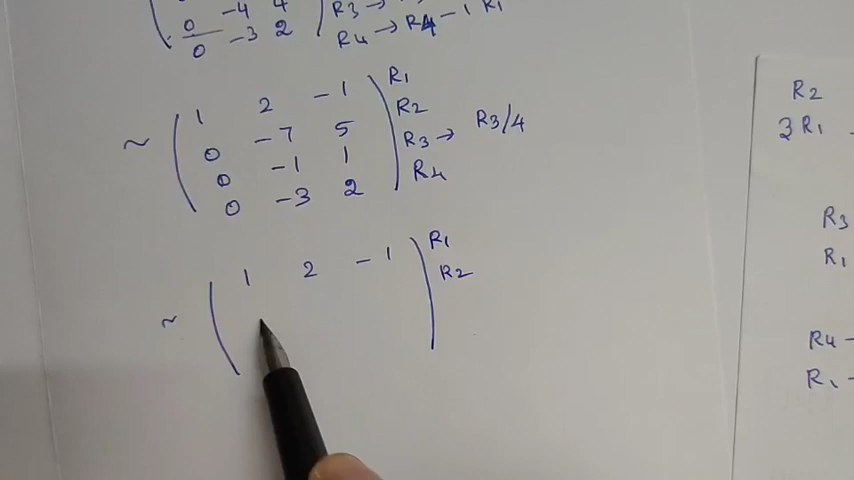 0 -4 4 R3 →
0 -3 2 R4 → R4 - 1 R1
~ ( 1 2 -1 ) R1
0 -7 5 R2
0 -1 1 R3 → R3/4
0 -3 2 R4
~ ( 1 2 -1 ) R1
R2
R2
3R1
R3
R1
R4 -
R1 -